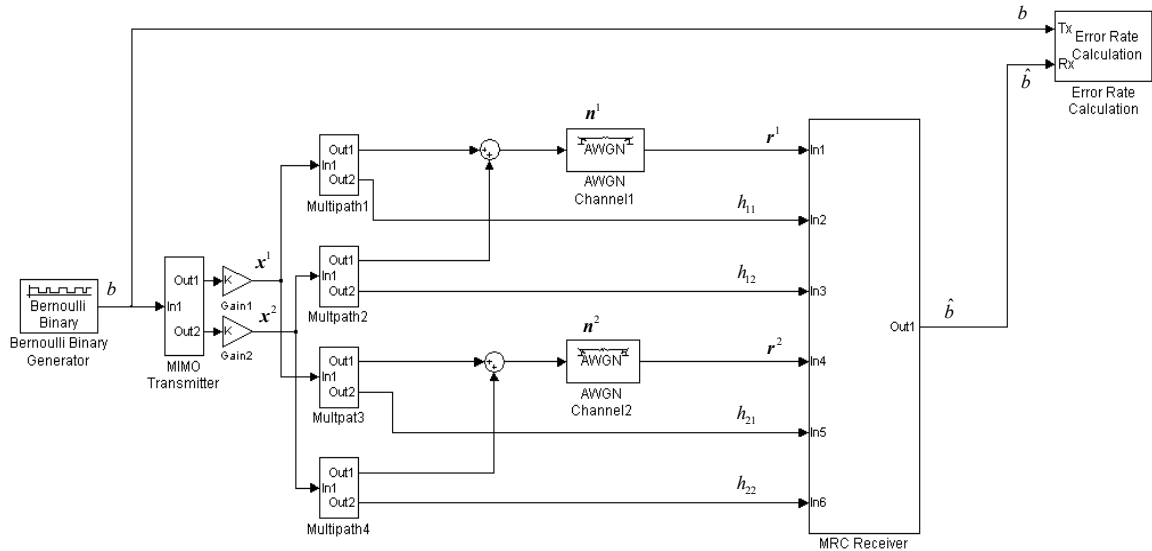 b
Tx
Error Rate
Calculation
Rx
b̂
Error Rate
Calculation
n¹
r¹
Out1
In1
Out2
Multipath1
AWGN
AWGN
Channel1
In1
h₁₁
In2
Out1
In1
Out2
Multpath2
h₁₂
In3
b
Bernoulli
Binary
Bernoulli Binary
Generator
Out1
In1
Out2
MIMO
Transmitter
K
Gain1
x¹
K
Gain2
x²
n²
r²
Out1
In1
Out2
Multpat3
AWGN
AWGN
Channel2
In4
h₂₁
In5
Out1
In1
Out2
Multipath4
h₂₂
In6
Out1
b̂
MRC Receiver